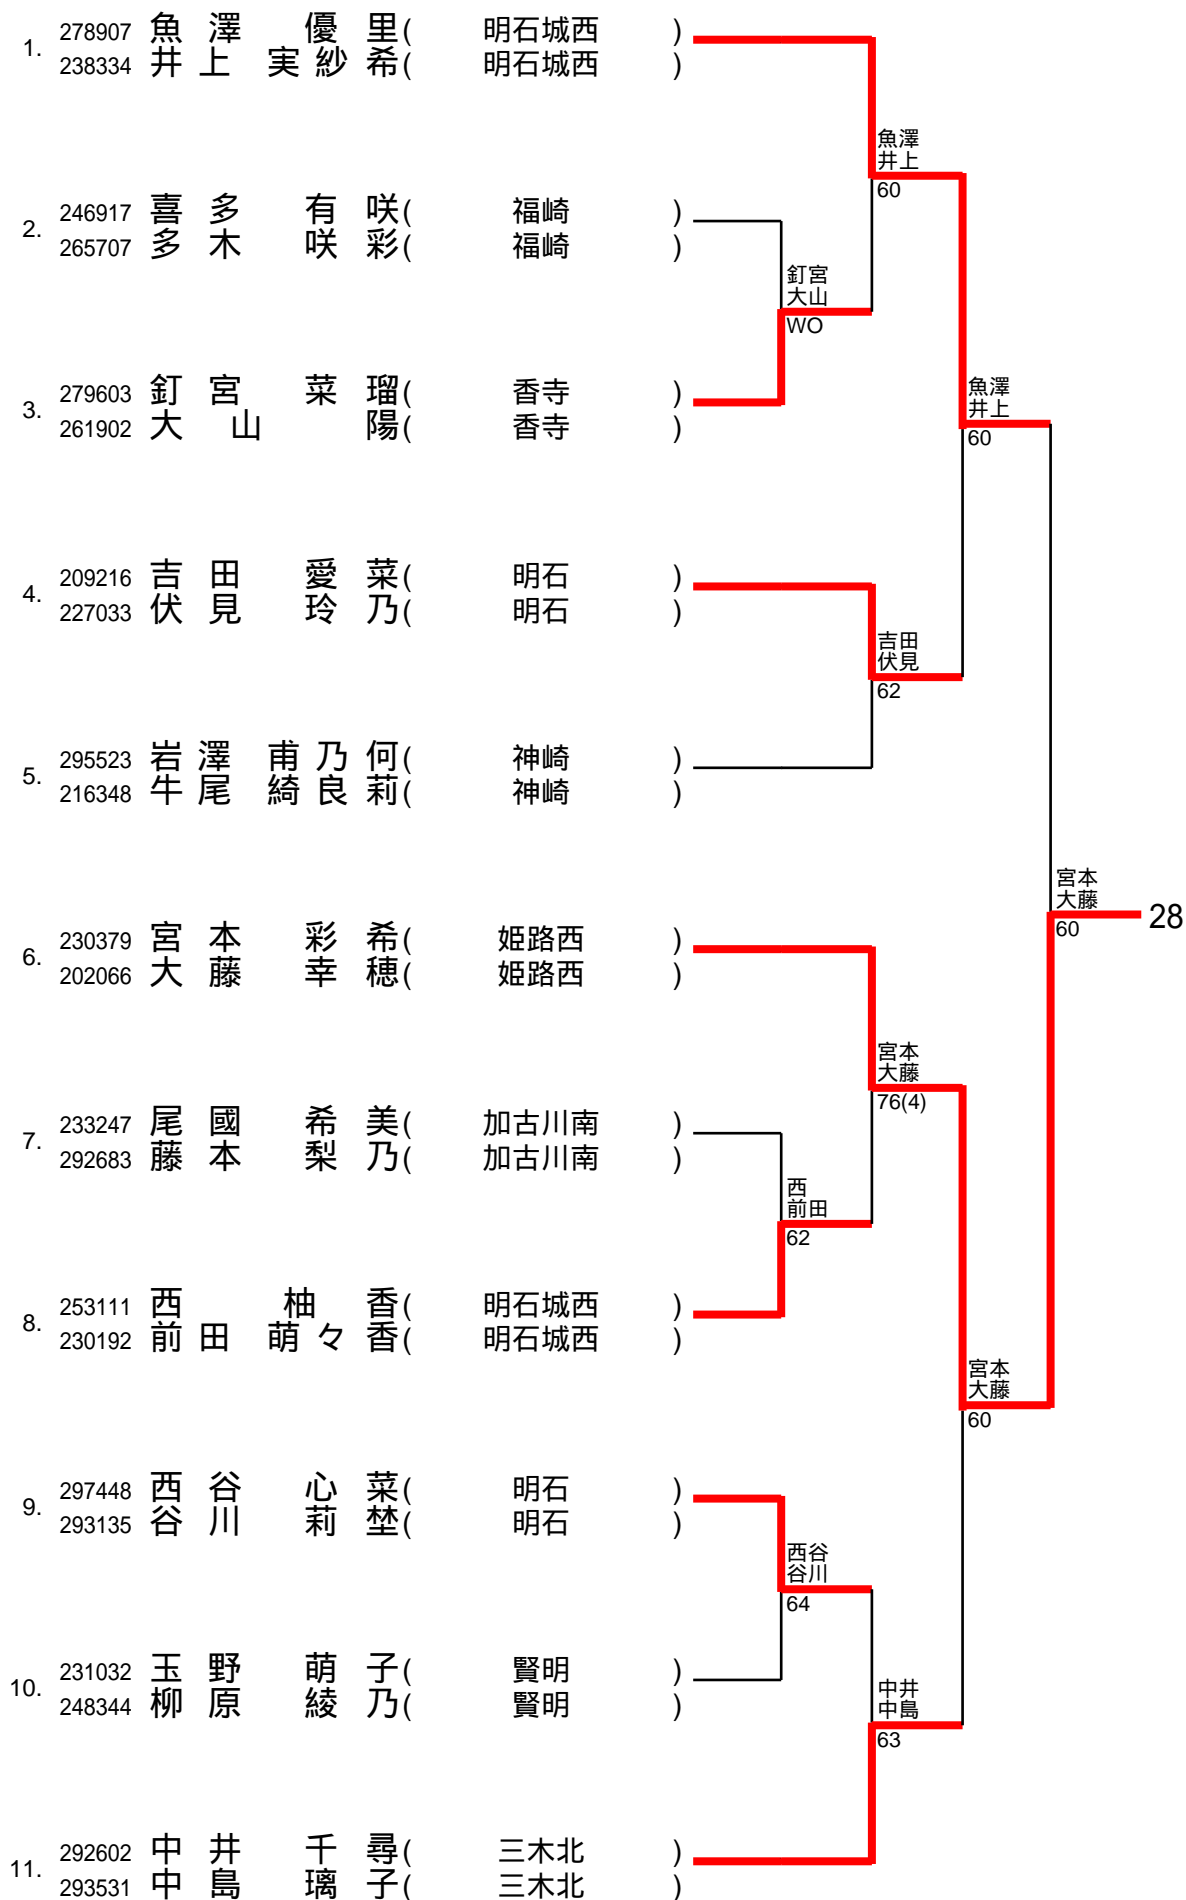 1. 278907 魚澤 優里( 明石城西 )
238334 井上 実紗希( 明石城西 )
魚澤
井上
60
2. 246917 喜多 有咲( 福崎 )
265707 多木 咲彩( 福崎 )
釘宮
大山
WO
3. 279603 釘宮 菜瑠( 香寺 )
261902 大山 陽( 香寺 )
魚澤
井上
60
4. 209216 吉田 愛菜( 明石 )
227033 伏見 玲乃( 明石 )
吉田
伏見
62
5. 295523 岩澤 甫乃何( 神崎 )
216348 牛尾 綺良莉( 神崎 )
宮本
大藤
60
28
6. 230379 宮本 彩希( 姫路西 )
202066 大藤 幸穂( 姫路西 )
宮本
大藤
76(4)
7. 233247 尾國 希美( 加古川南 )
292683 藤本 梨乃( 加古川南 )
西
前田
62
8. 253111 西 柚香( 明石城西 )
230192 前田 萌々香( 明石城西 )
宮本
大藤
60
9. 297448 西谷 心菜( 明石 )
293135 谷川 莉埜( 明石 )
西谷
谷川
64
10. 231032 玉野 萌子( 賢明 )
248344 柳原 綾乃( 賢明 )
中井
中島
63
11. 292602 中井 千尋( 三木北 )
293531 中島 璃子( 三木北 )